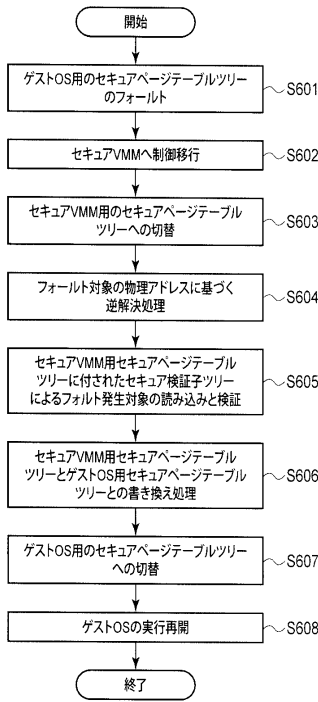 開始
ゲストOS用のセキュアページテーブルツリー
のフォールト
S601
セキュアVMMへ制御移行
S602
セキュアVMM用のセキュアページテーブル
ツリーへの切替
S603
フォールト対象の物理アドレスに基づく
逆解決処理
S604
セキュアVMM用セキュアページテーブル
ツリーに付されたセキュア検証子ツリー
によるフォルト発生対象の読み込みと検証
S605
セキュアVMM用セキュアページテーブル
ツリーとゲストOS用セキュアページテーブル
ツリーとの書き換え処理
S606
ゲストOS用のセキュアページテーブルツリー
への切替
S607
ゲストOSの実行再開
S608
終了